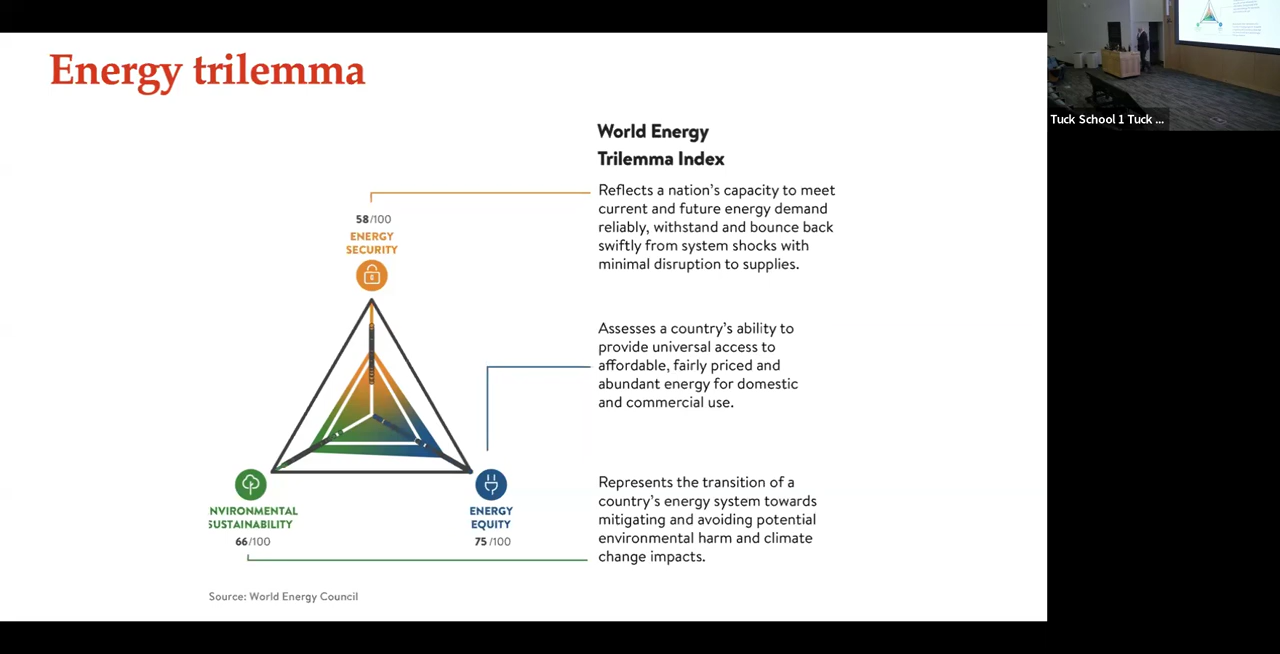 Energy trilemma
World Energy
Trilemma Index
Reflects a nation's capacity to meet
current and future energy demand
reliably, withstand and bounce back
swiftly from system shocks with
minimal disruption to supplies.
58/100
ENERGY
SECURITY
Assesses a country's ability to
provide universal access to
affordable, fairly priced and
abundant energy for domestic
and commercial use.
NVIRONMENTAL
SUSTAINABILITY
66/100
ENERGY
EQUITY
75/100
Represents the transition of a
country's energy system towards
mitigating and avoiding potential
environmental harm and climate
change impacts.
Source: World Energy Council
Tuck School 1 Tuck ...